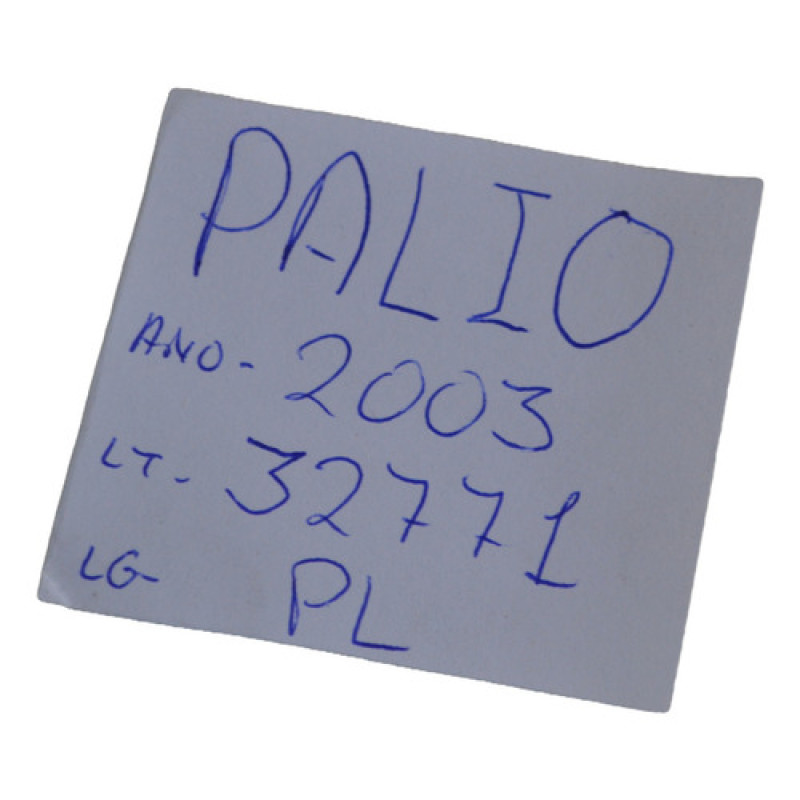 PALIO
ANO- 2003
LT- 32771
LG- PL